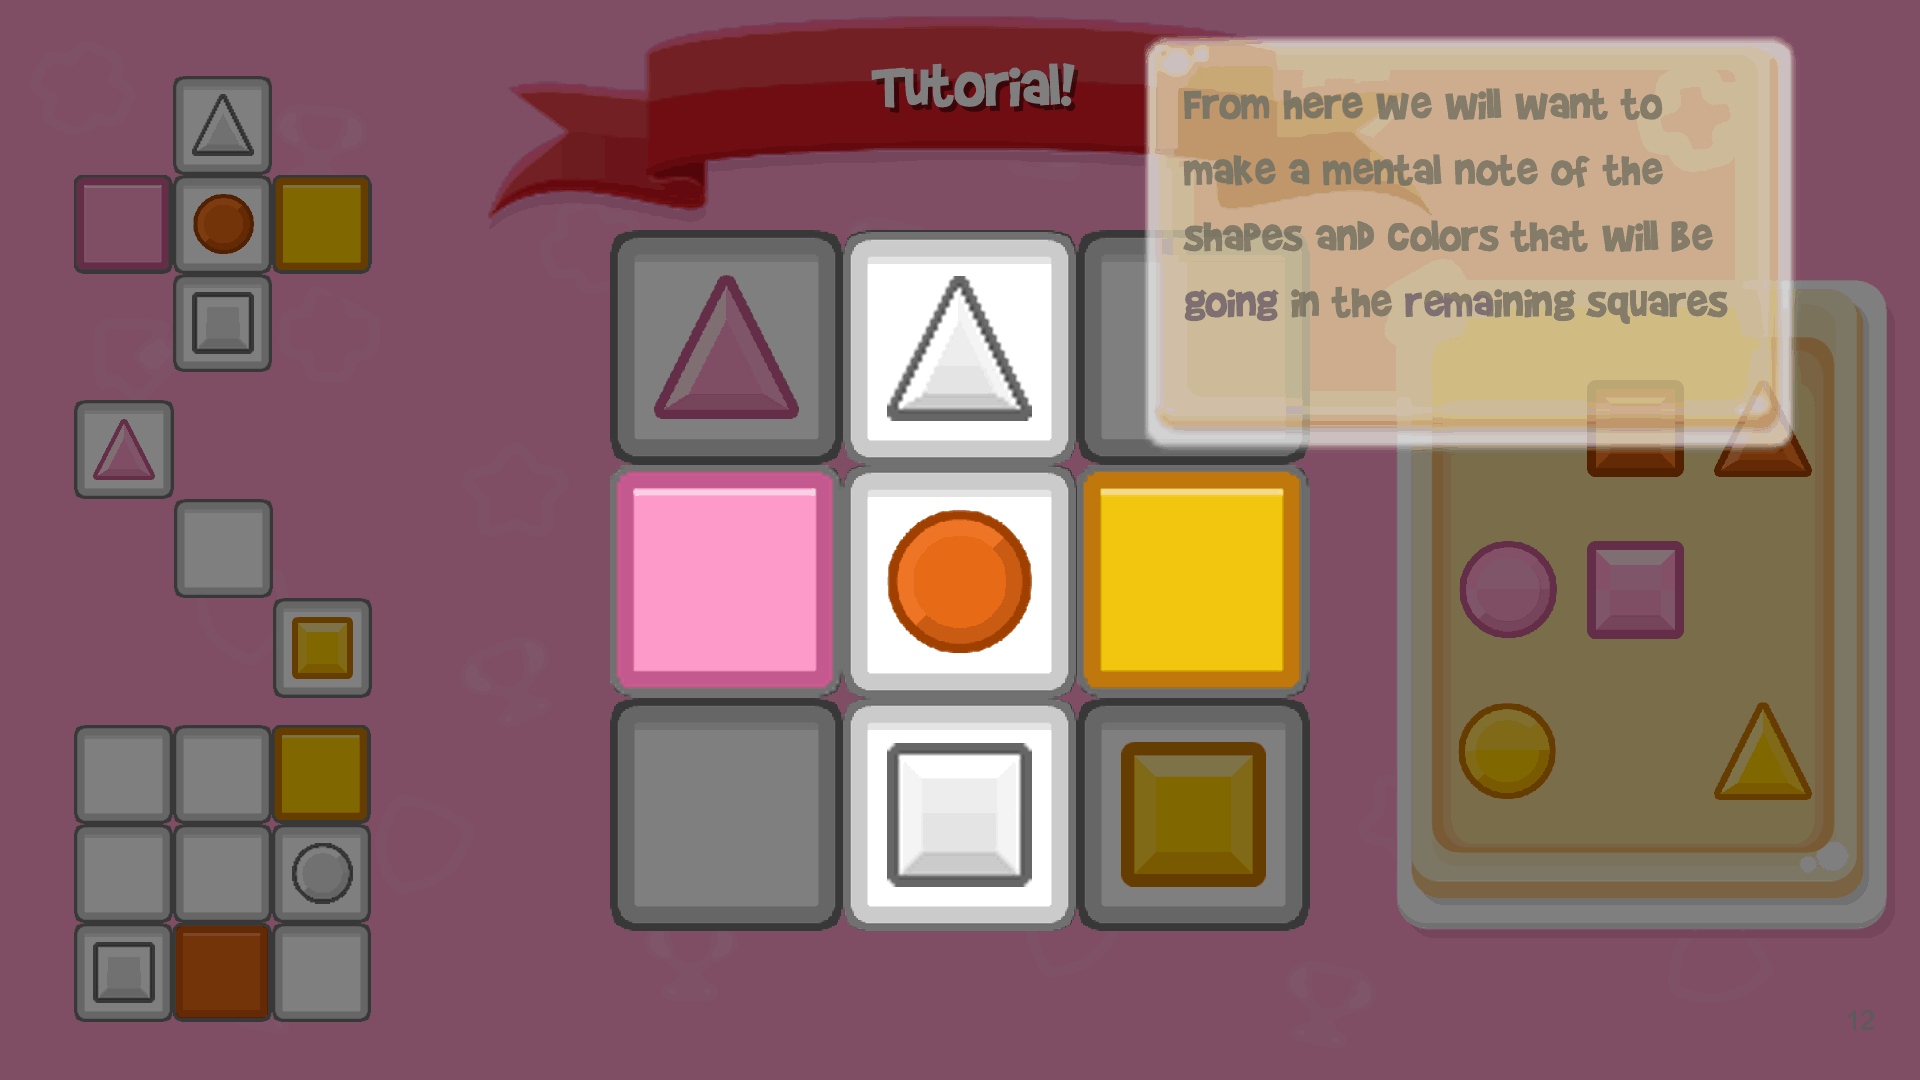 Tutorial!
From here we will want to
make a mental note of the
shapes and colors that will be
going in the remaining squares
12